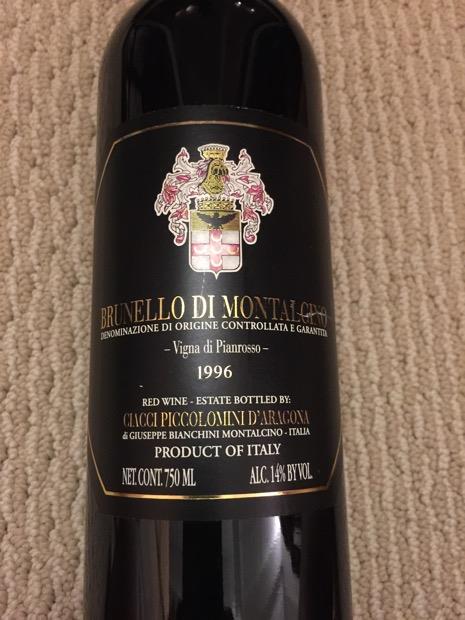 BRUNELLO DI MONTALCINO
DENOMINAZIONE DI ORIGINE CONTROLLATA E GARANTITA
– Vigna di Pianrosso –
1996
RED WINE - ESTATE BOTTLED BY:
CIACCI PICCOLOMINI D'ARAGONA
di GIUSEPPE BIANCHINI MONTALCINO - ITALIA
PRODUCT OF ITALY
NET. CONT. 750 ML ALC. 14% BY VOL.